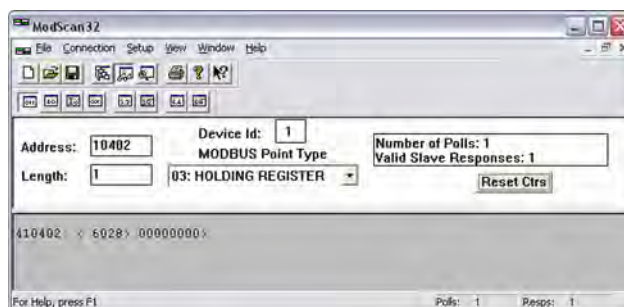 ModScan32
File Connection Setup View Window Help
Address: 10402
Device Id: 1
MODBUS Point Type
Number of Polls: 1
Valid Slave Responses: 1
Length: 1
03: HOLDING REGISTER
Reset Ctrs
410402: < 6028> 00000000>
For Help, press F1
Polls: 1
Resps: 1